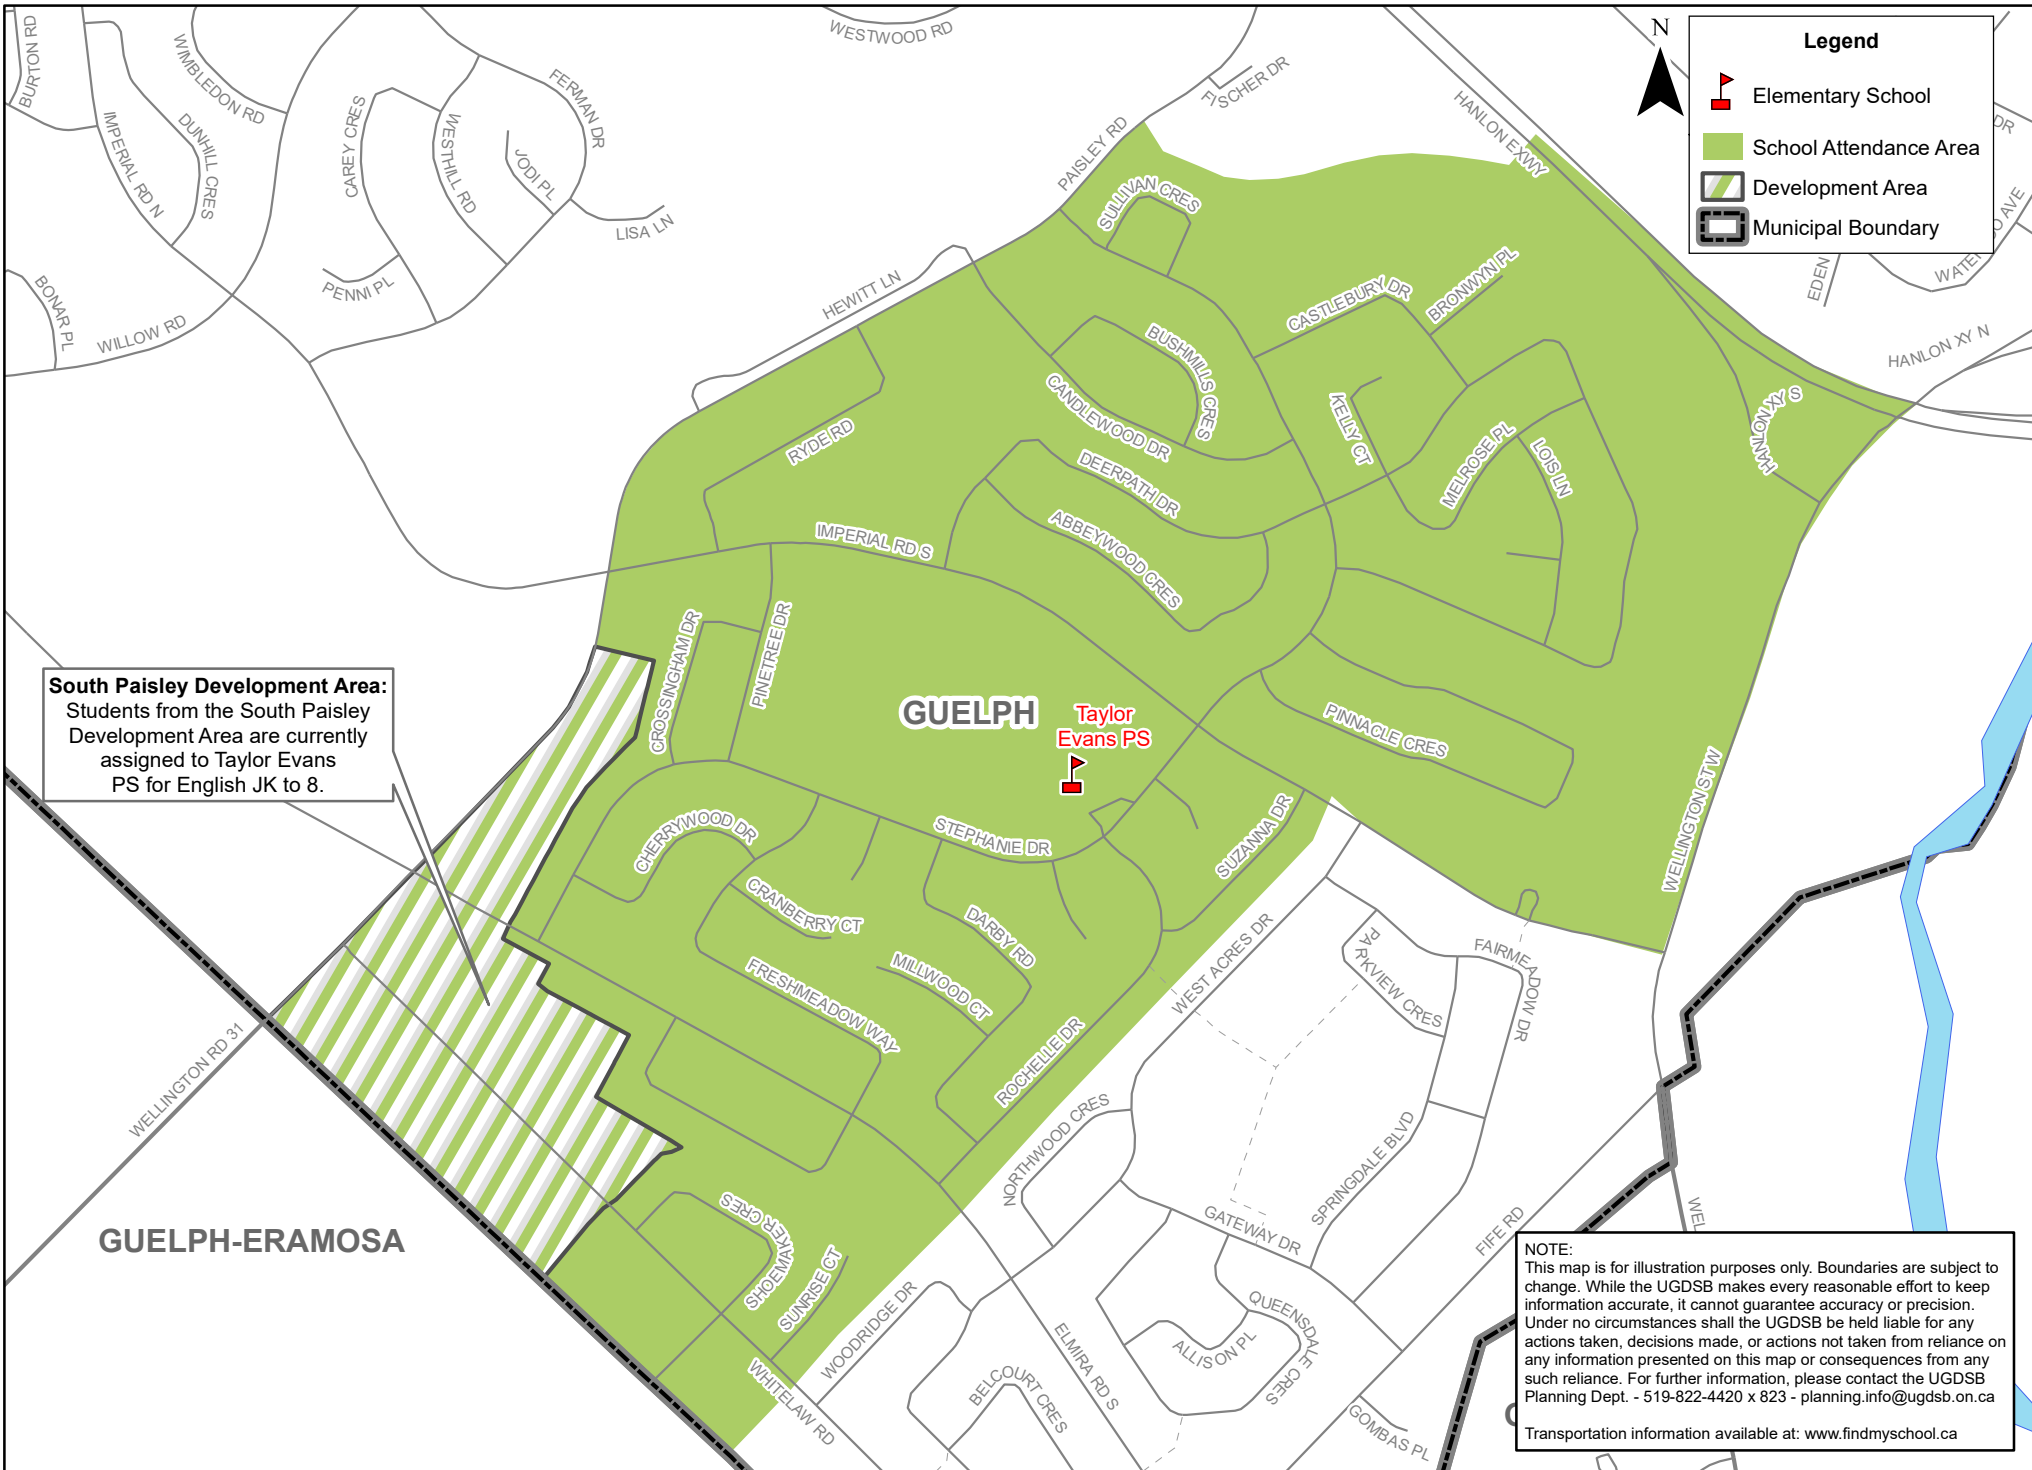 WESTWOOD RD
BURTON RD
WIMBLEDON RD
IMPERIAL RD N
DUNHILL CRES
CAREY CRES
WESTHILL RD
FERMAN DR
JODI PL
LISA LN
PENNI PL
BONAR PL
WILLOW RD
HEWITT LN
PAISLEY RD
FISCHER DR
HANLON EXWY
N
Legend
Elementary School
School Attendance Area
Development Area
Municipal Boundary
DR
EDEN
AVE
HANLON XY N
HANLON XY S
SULLIVAN CRES
CASTLEBURY DR
BRONWYN PL
BUSHMILLS CRES
CANDLEWOOD DR
KELLY CT
MELROSE PL
LOIS LN
RYDE RD
DEERPATH DR
ABBEYWOOD CRES
IMPERIAL RD S
PINETREE DR
CROSSINGHAM DR
South Paisley Development Area:
Students from the South Paisley
Development Area are currently
assigned to Taylor Evans
PS for English JK to 8.
GUELPH
Taylor
Evans PS
PINNACLE CRES
WELLINGTON ST W
CHERRYWOOD DR
STEPHANIE DR
SUZANNA DR
CRANBERRY CT
DARBY RD
MILLWOOD CT
FRESHMEADOW WAY
ROCHELLE DR
WEST ACRES DR
PARKVIEW CRES
FAIRMEADOW DR
WELLINGTON RD 31
NORTHWOOD CRES
SPRINGDALE BLVD
GATEWAY DR
FIFE RD
WEL
GUELPH-ERAMOSA
SHOEMAKER CRES
SUNRISE CT
WOODRIDGE DR
WHITELAW RD
ELMIRA RD S
BELCOURT CRES
ALLISON PL
QUEENSDALE CRES
GOMBAS PL
NOTE:
This map is for illustration purposes only. Boundaries are subject to
change. While the UGDSB makes every reasonable effort to keep
information accurate, it cannot guarantee accuracy or precision.
Under no circumstances shall the UGDSB be held liable for any
actions taken, decisions made, or actions not taken from reliance on
any information presented on this map or consequences from any
such reliance. For further information, please contact the UGDSB
Planning Dept. - 519-822-4420 x 823 - planning.info@ugdsb.on.ca
Transportation information available at: www.findmyschool.ca